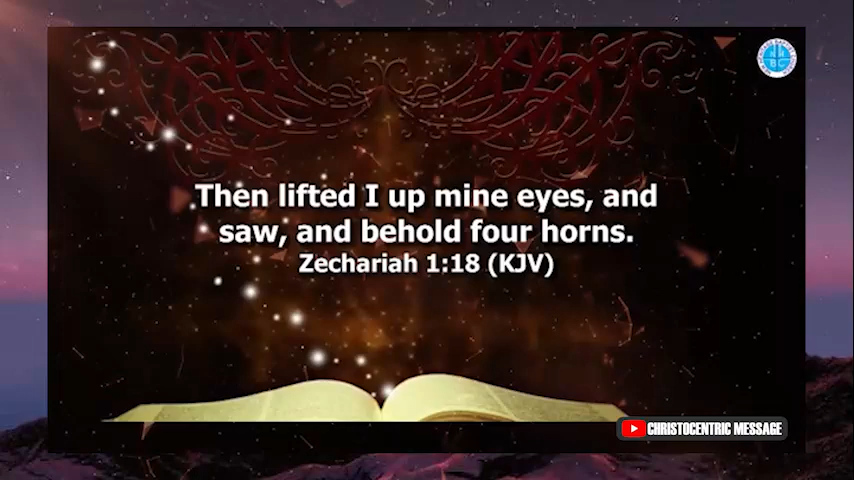 Then lifted I up mine eyes, and
saw, and behold four horns.
Zechariah 1:18 (KJV)
CHRISTOCENTRIC MESSAGE